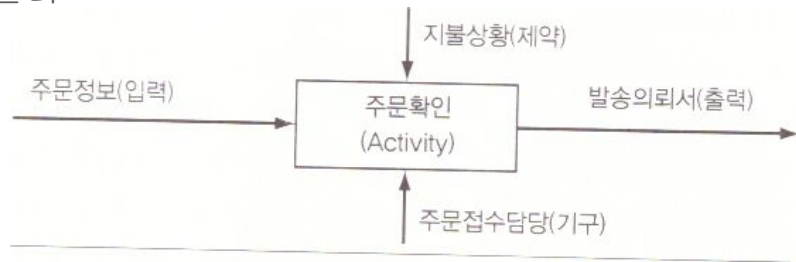 지불상황(제약)
주문정보(입력)
주문확인
(Activity)
발송의뢰서(출력)
주문접수담당(기구)